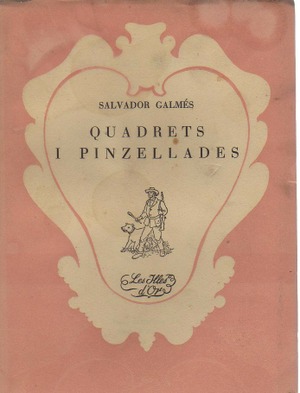 SALVADOR GALMÉS
QUADRETS
I PINZELLADES
Les Illes
d'Or